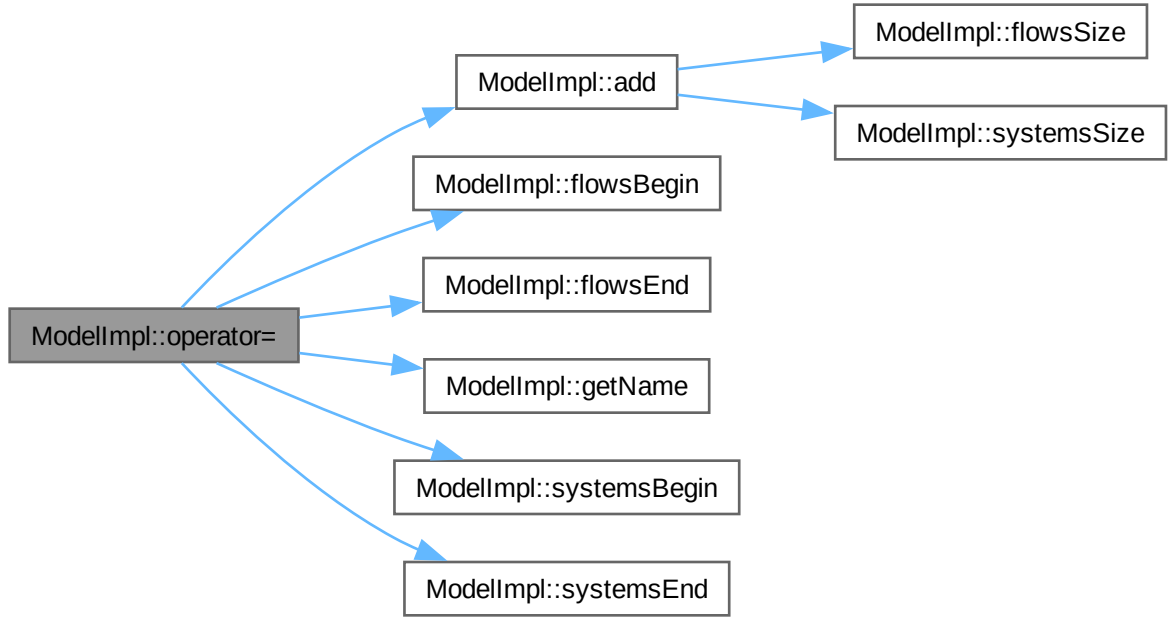 ModelImpl::flowsSize
ModelImpl::add
ModelImpl::systemsSize
ModelImpl::flowsBegin
ModelImpl::flowsEnd
ModelImpl::operator=
ModelImpl::getName
ModelImpl::systemsBegin
ModelImpl::systemsEnd